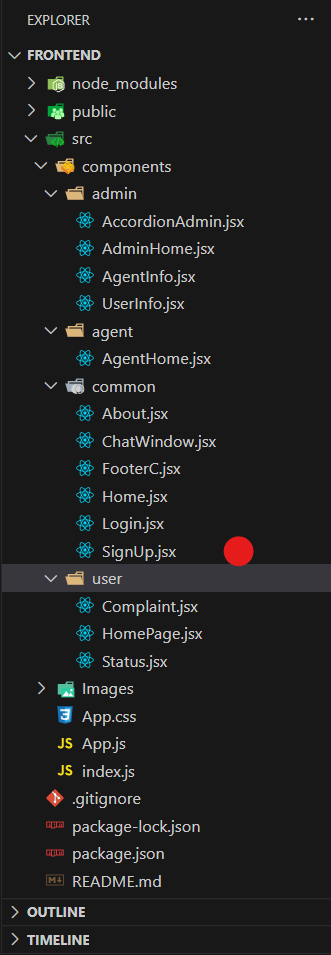 EXPLORER ...
FRONTEND
node_modules
public
src
components
admin
AccordionAdmin.jsx
AdminHome.jsx
AgentInfo.jsx
UserInfo.jsx
agent
AgentHome.jsx
common
About.jsx
ChatWindow.jsx
FooterC.jsx
Home.jsx
Login.jsx
SignUp.jsx
user
Complaint.jsx
HomePage.jsx
Status.jsx
Images
App.css
JS App.js
JS index.js
.gitignore
package-lock.json
package.json
README.md
OUTLINE
TIMELINE